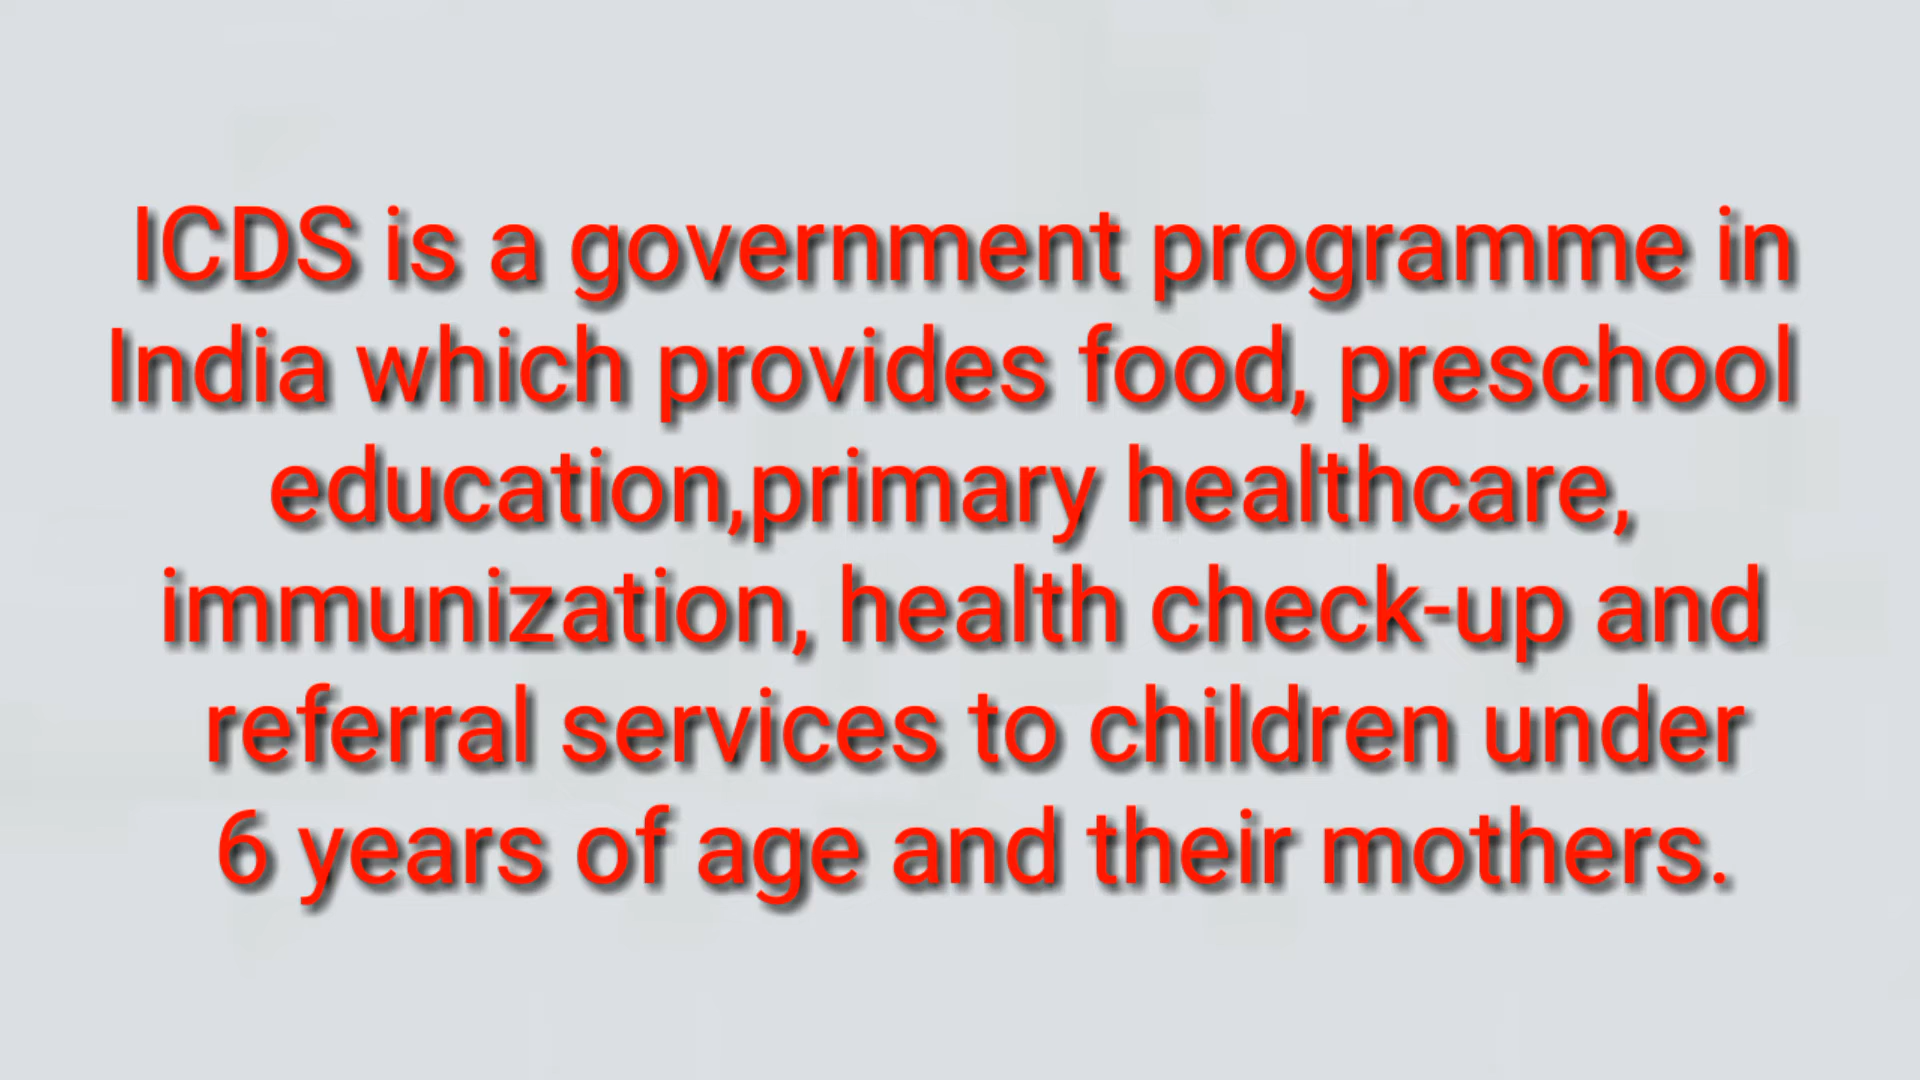 ICDS is a government programme in
India which provides food, preschool
education,primary healthcare,
immunization, health check-up and
referral services to children under
6 years of age and their mothers.